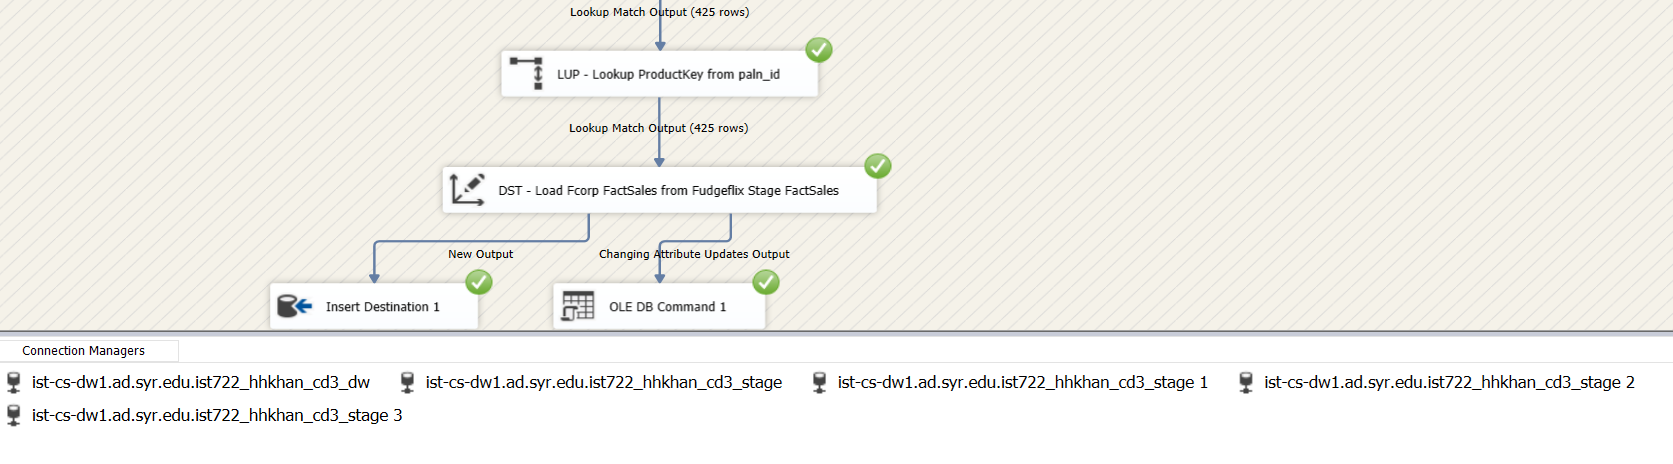 Lookup Match Output (425 rows)
LUP - Lookup ProductKey from paln_id
Lookup Match Output (425 rows)
DST - Load Fcorp FactSales from Fudgeflix Stage FactSales
New Output
Changing Attribute Updates Output
Insert Destination 1
OLE DB Command 1
Connection Managers
ist-cs-dw1.ad.syr.edu.ist722_hhkhan_cd3_dw
ist-cs-dw1.ad.syr.edu.ist722_hhkhan_cd3_stage
ist-cs-dw1.ad.syr.edu.ist722_hhkhan_cd3_stage 1
ist-cs-dw1.ad.syr.edu.ist722_hhkhan_cd3_stage 2
ist-cs-dw1.ad.syr.edu.ist722_hhkhan_cd3_stage 3